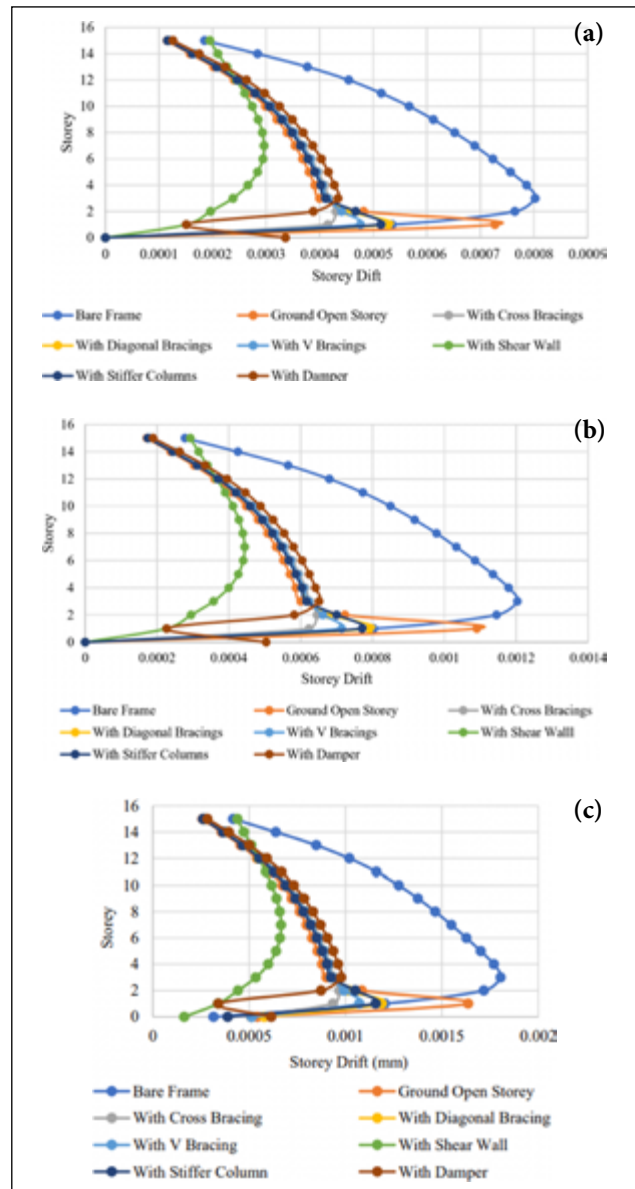 (a)
16
14
12
10
8
6
4
2
0
Storey
0 0.0001 0.0002 0.0003 0.0004 0.0005 0.0006 0.0007 0.0008 0.0009
Storey Dift
Bare Frame Ground Open Storey With Cross Bracings
With Diagonal Bracings With V Bracings With Shear Wall
With Stiffer Columns With Damper
(b)
16
14
12
10
8
6
4
2
0
Storey
0 0.0002 0.0004 0.0006 0.0008 0.001 0.0012 0.0014
Storey Drift
Bare Frame Ground Open Storey With Cross Bracings
With Diagonal Bracings With V Bracings With Shear Walll
With Stiffer Columns With Damper
(c)
16
14
12
10
8
6
4
2
0
Storey
0 0.0005 0.001 0.0015 0.002
Storey Drift (mm)
Bare Frame Ground Open Storey
With Cross Bracing With Diagonal Bracing
With V Bracing With Shear Wall
With Stiffer Column With Damper